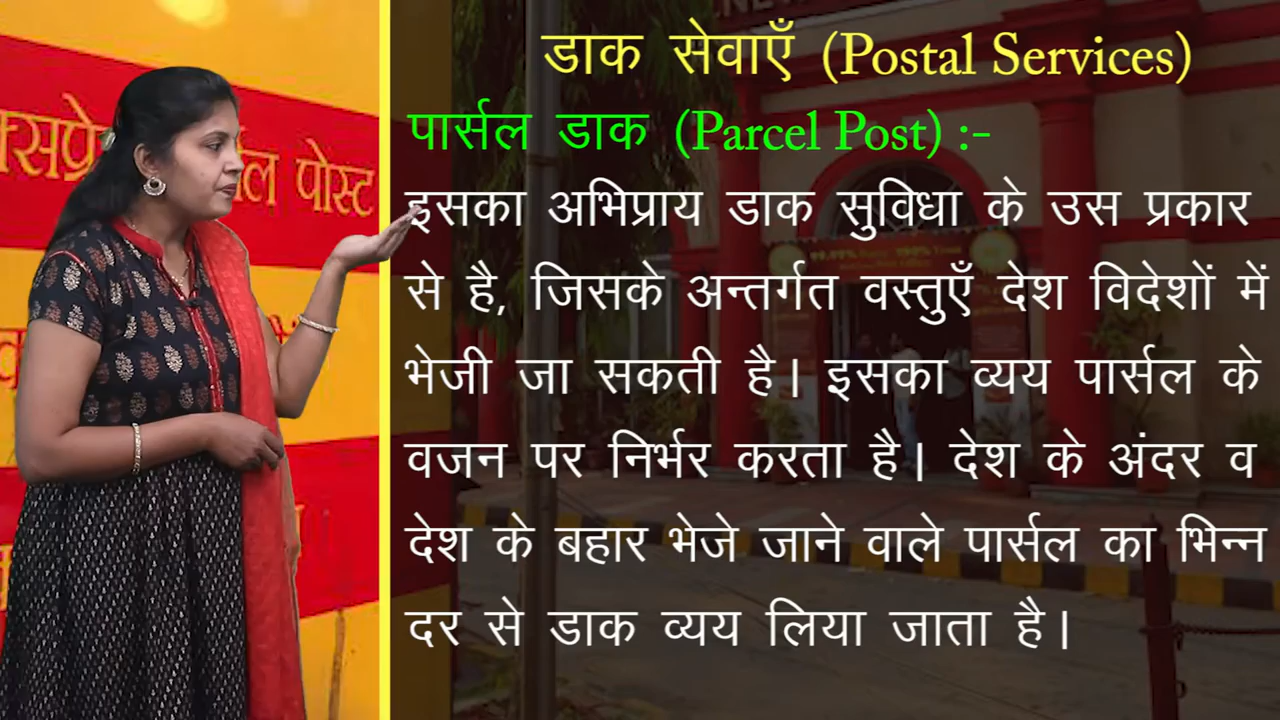 डाक सेवाएँ (Postal Services)
पार्सल डाक (Parcel Post) :-
इसका अभिप्राय डाक सुविधा के उस प्रकार
से है, जिसके अन्तर्गत वस्तुएँ देश विदेशों में
भेजी जा सकती है। इसका व्यय पार्सल के
वजन पर निर्भर करता है। देश के अंदर व
देश के बहार भेजे जाने वाले पार्सल का भिन्न
दर से डाक व्यय लिया जाता है।
पोस्ट